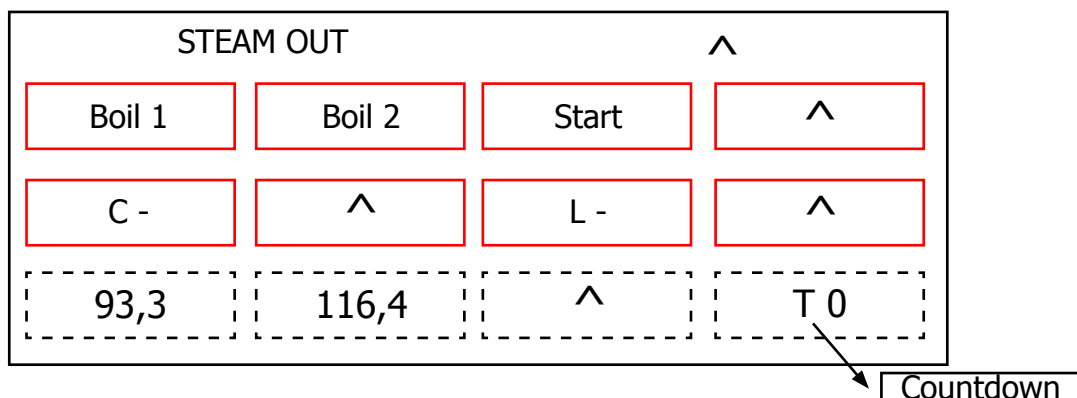 STEAM OUT ^
Boil 1 Boil 2 Start ^
C - ^ L - ^
93,3 116,4 ^ T 0
Countdown